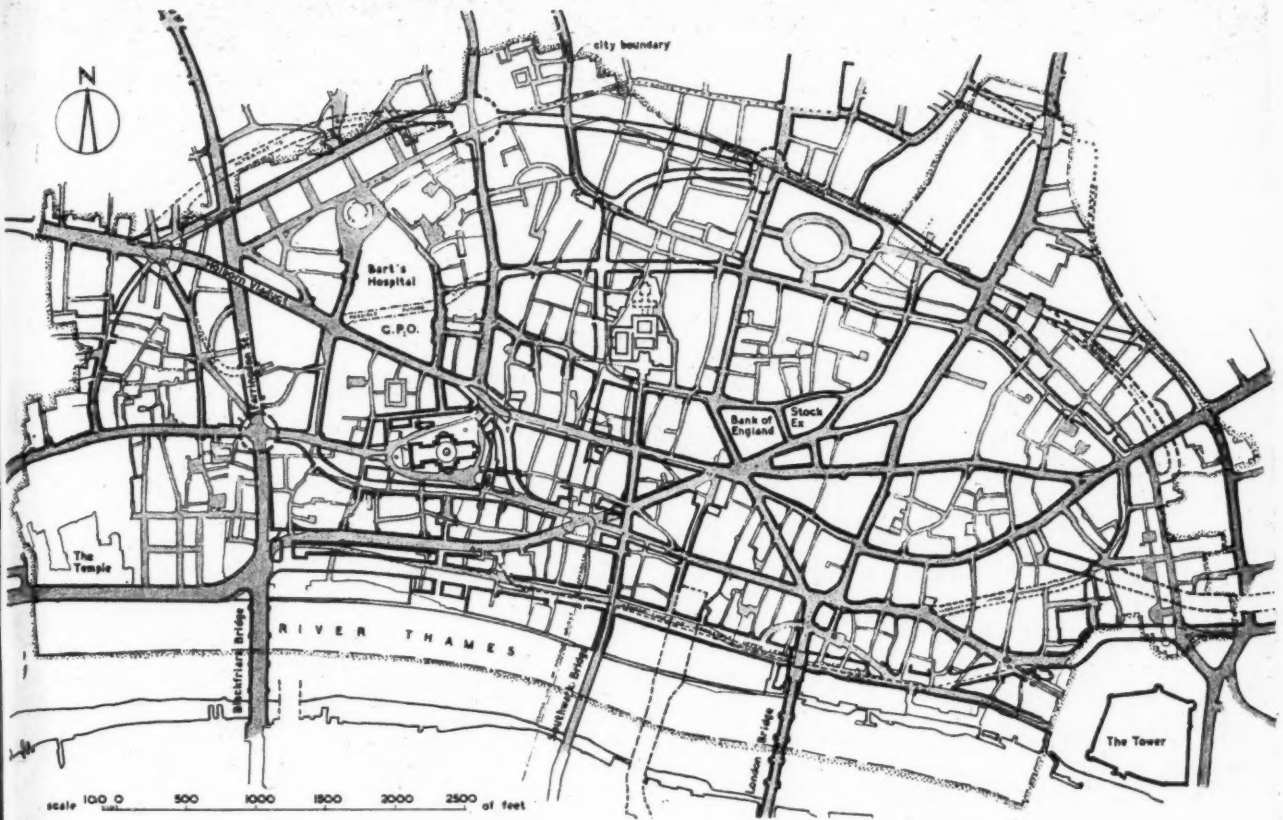 city boundary
N
Holborn Viaduct
Bart's
Hospital
G.P.O.
Farringdon St.
Bank of
England
Stock
Ex
The
Temple
Blackfriars Bridge
RIVER THAMES
Southwark Bridge
London Bridge
The Tower
scale 100 0 500 1000 1500 2000 2500 of feet